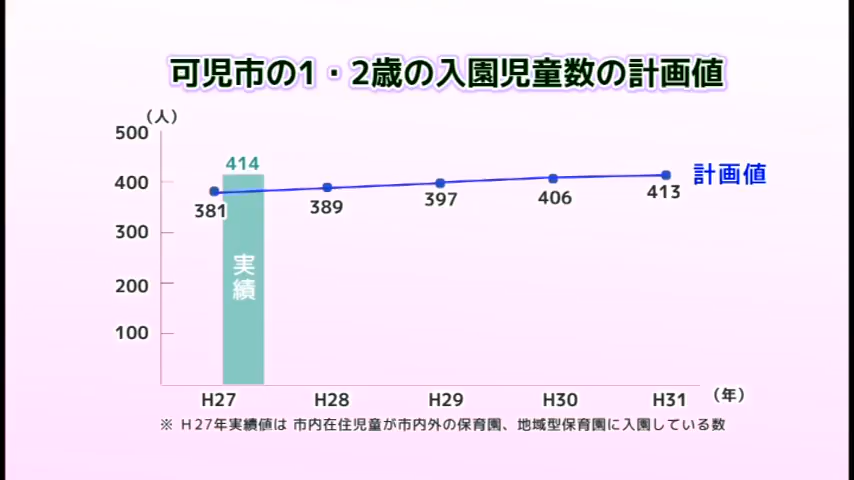 可児市の1・2歳の入園児童数の計画値
（人）
500
400
300
200
100
414
計画値
381
389
397
406
413
実績
H27
H28
H29
H30
H31
（年）
※ H27年実績値は 市内在住児童が市内外の保育園、地域型保育園に入園している数